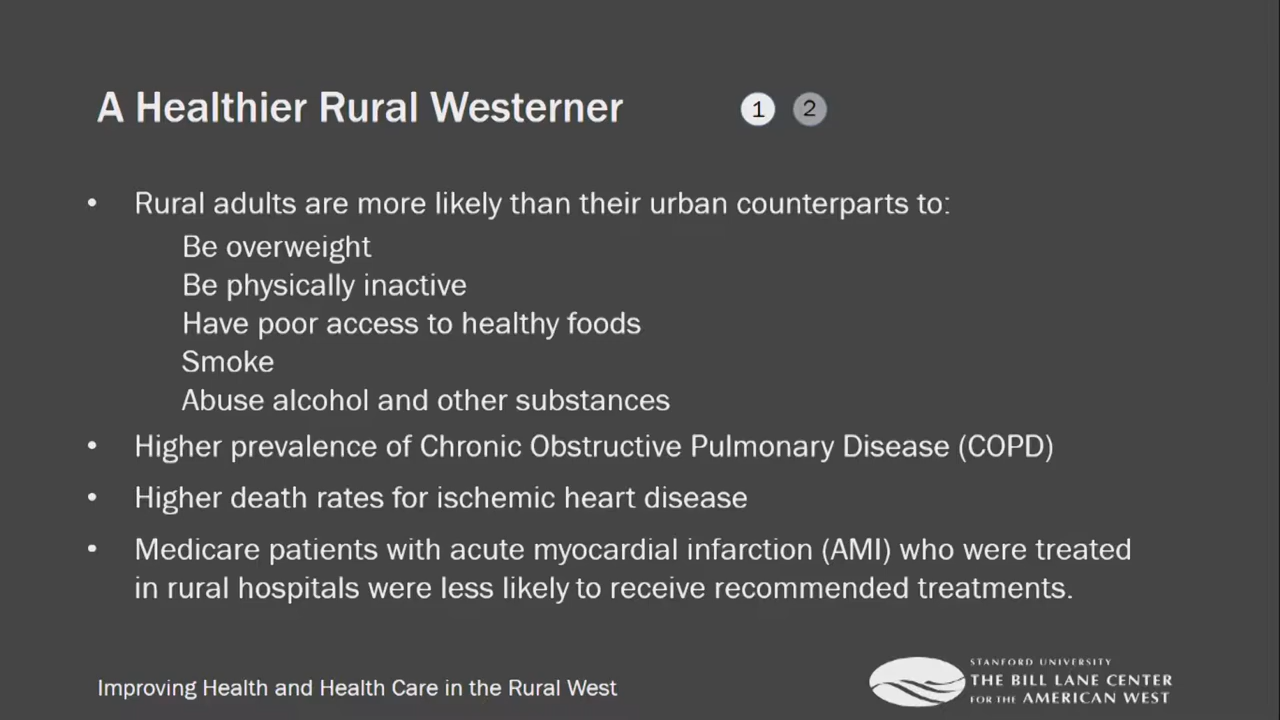 A Healthier Rural Westerner
1 2
• Rural adults are more likely than their urban counterparts to:
Be overweight
Be physically inactive
Have poor access to healthy foods
Smoke
Abuse alcohol and other substances
• Higher prevalence of Chronic Obstructive Pulmonary Disease (COPD)
• Higher death rates for ischemic heart disease
• Medicare patients with acute myocardial infarction (AMI) who were treated
in rural hospitals were less likely to receive recommended treatments.
Improving Health and Health Care in the Rural West
STANFORD UNIVERSITY
THE BILL LANE CENTER
FOR THE AMERICAN WEST